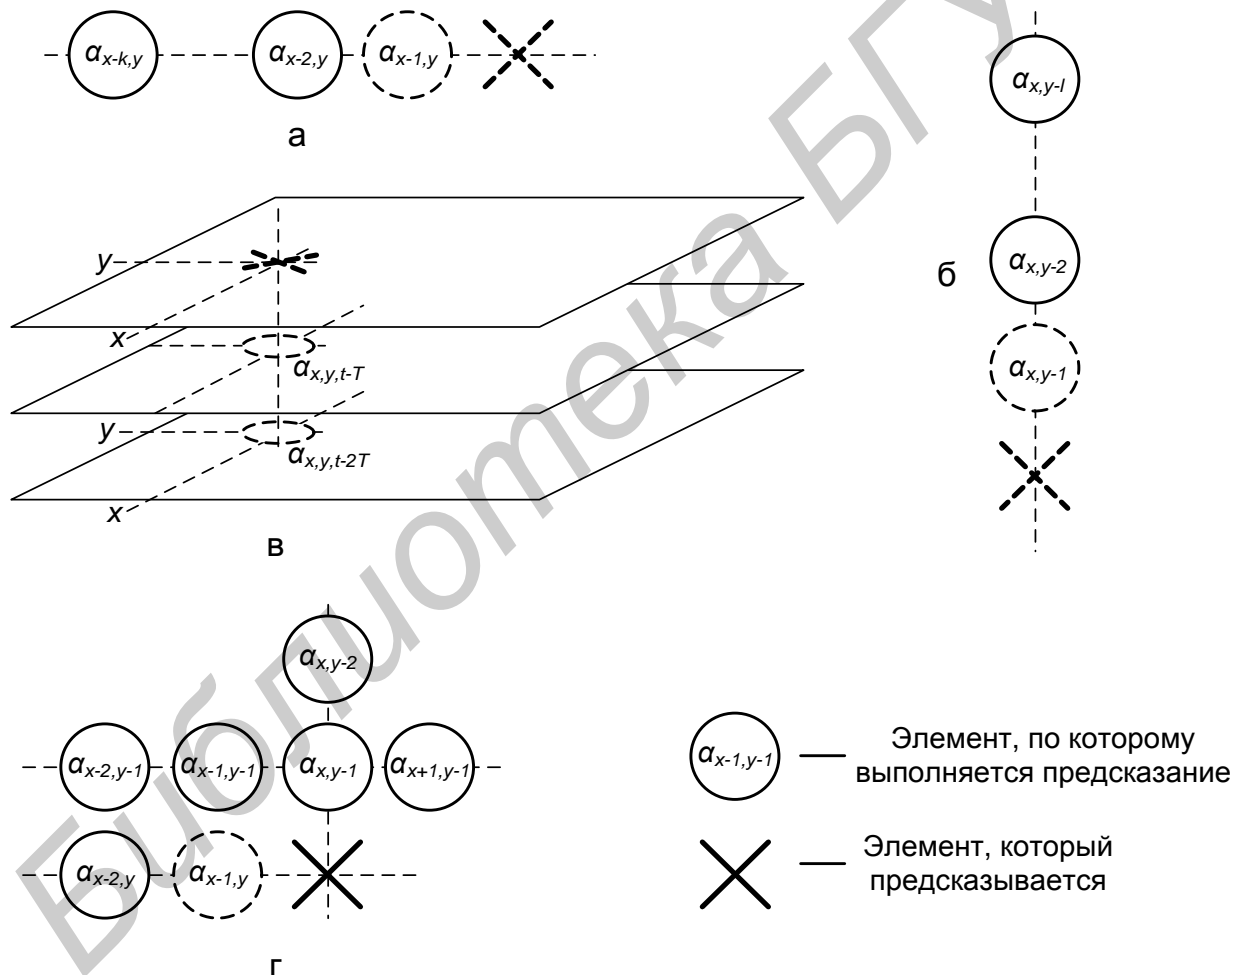 α_{x-k,y} α_{x-2,y} α_{x-1,y}
а
α_{x,y-l}
α_{x,y-2}
б
α_{x,y-1}
y
x
α_{x,y,t-T}
y
α_{x,y,t-2T}
x
в
α_{x,y-2}
α_{x-2,y-1} α_{x-1,y-1} α_{x,y-1} α_{x+1,y-1}
α_{x-2,y} α_{x-1,y}
г
α_{x-1,y-1} — Элемент, по которому
выполняется предсказание
— Элемент, который
предсказывается
Библиотека БГУ